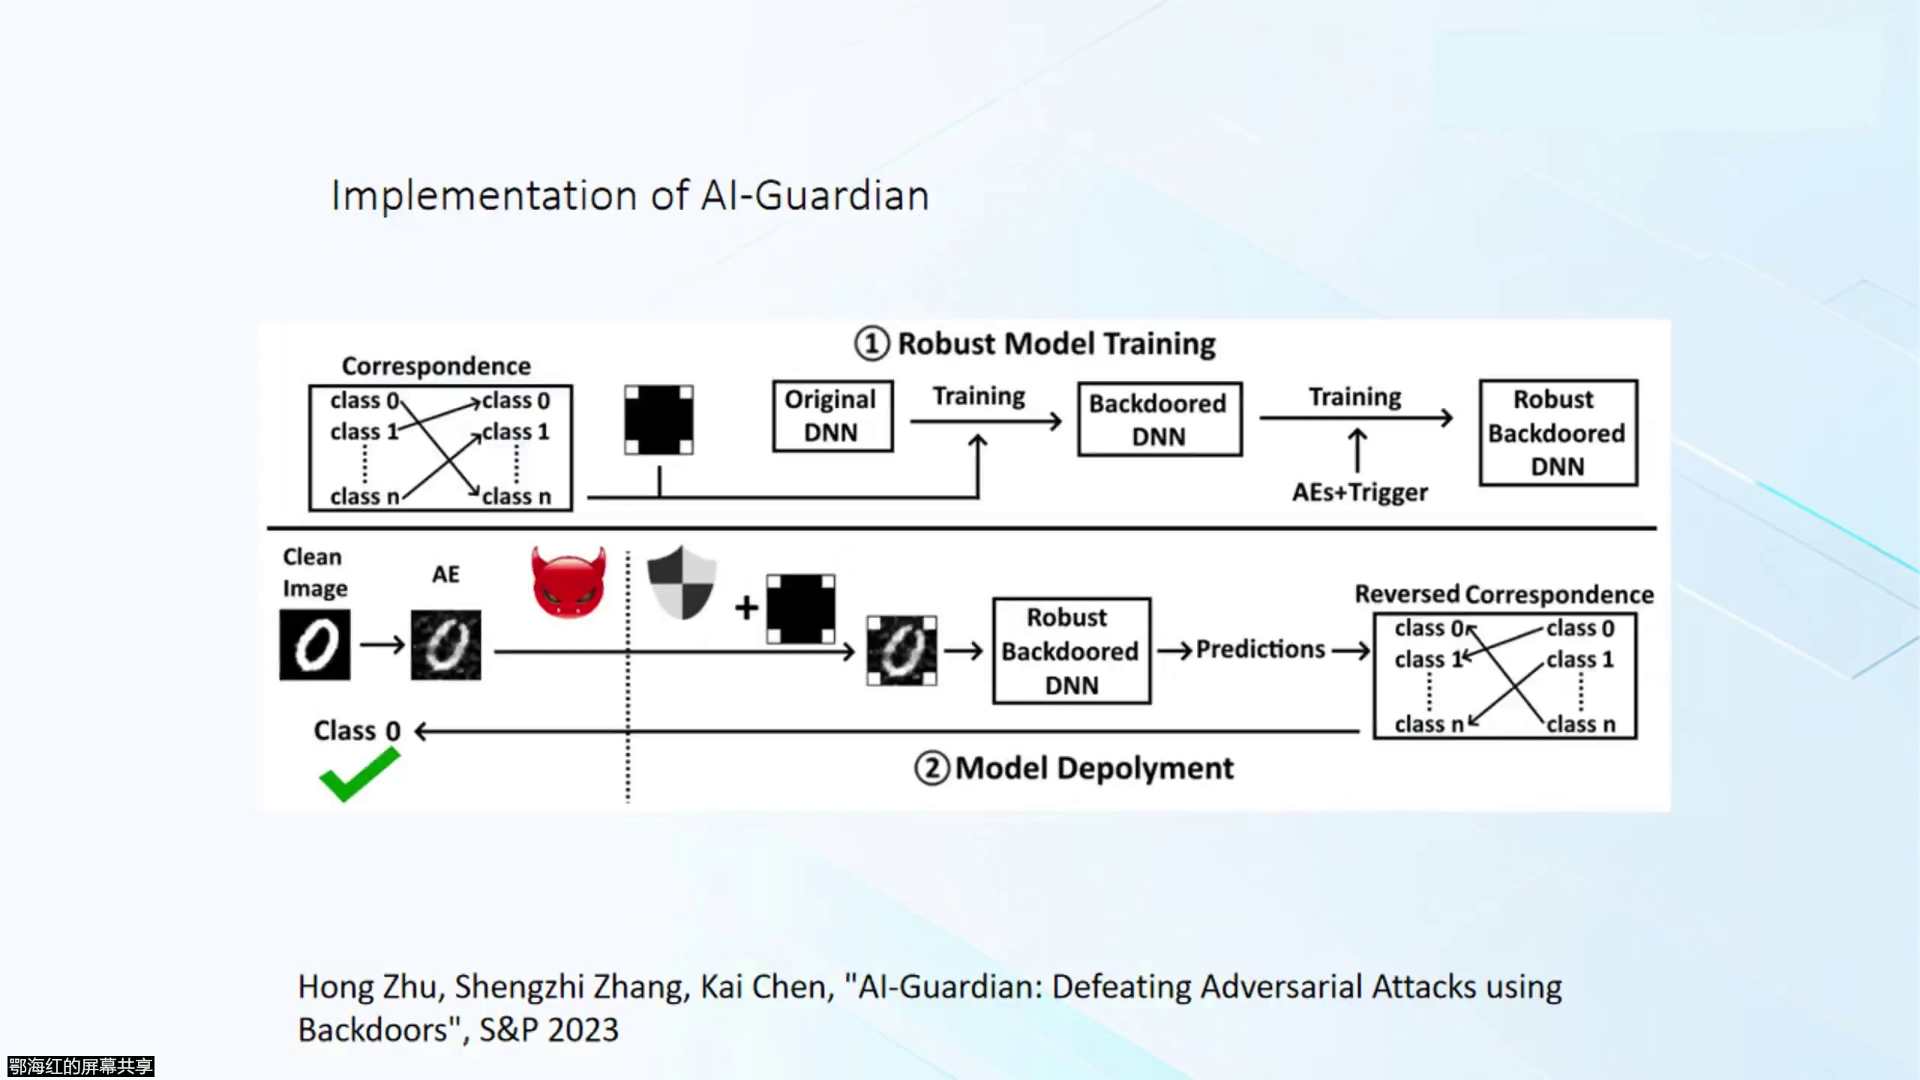 Implementation of AI-Guardian
① Robust Model Training
Correspondence
class 0 class 0
class 1 class 1
class n class n
Original
DNN
Training
Backdoored
DNN
Training
AEs+Trigger
Robust
Backdoored
DNN
Clean
Image
AE
+
Robust
Backdoored
DNN
Predictions
Reversed Correspondence
class 0 class 0
class 1 class 1
class n class n
Class 0
② Model Depolyment
Hong Zhu, Shengzhi Zhang, Kai Chen, "AI-Guardian: Defeating Adversarial Attacks using
Backdoors", S&P 2023
鄂海红的屏幕共享